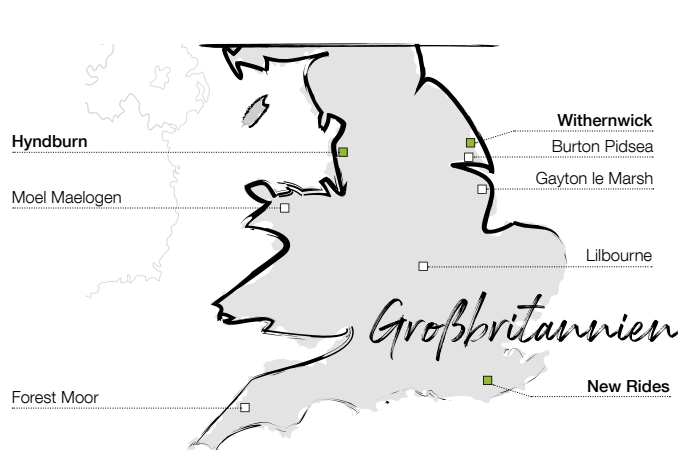 Withernwick
Hyndburn
Burton Pidsea
Gayton le Marsh
Moel Maelogen
Lilbourne
Großbritannien
New Rides
Forest Moor